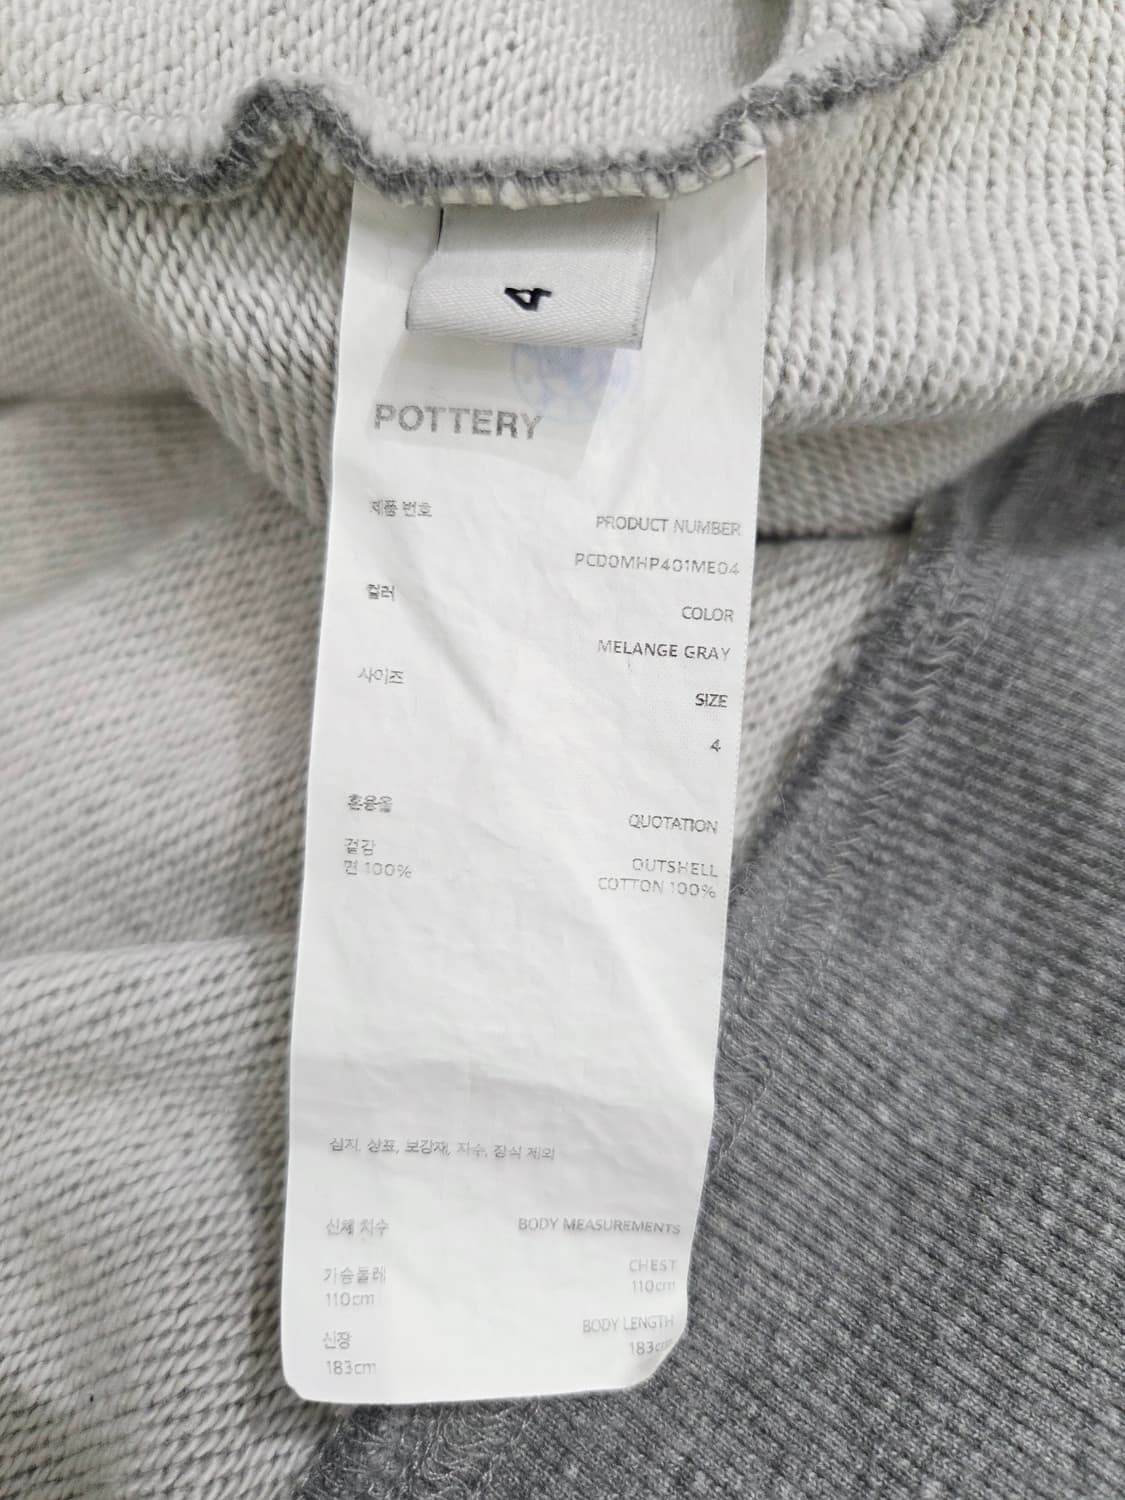 4
POTTERY
제품 번호
PRODUCT NUMBER
PCD0MHP401ME04
컬러
COLOR
MELANGE GRAY
사이즈
SIZE
4
혼용율
QUOTATION
겉감
OUTSHELL
면 100%
COTTON 100%
심지, 상표, 보강재, 자수, 장식 제외
신체 치수
BODY MEASUREMENTS
가슴둘레
CHEST
110cm
110cm
신장
BODY LENGTH
183cm
183cm